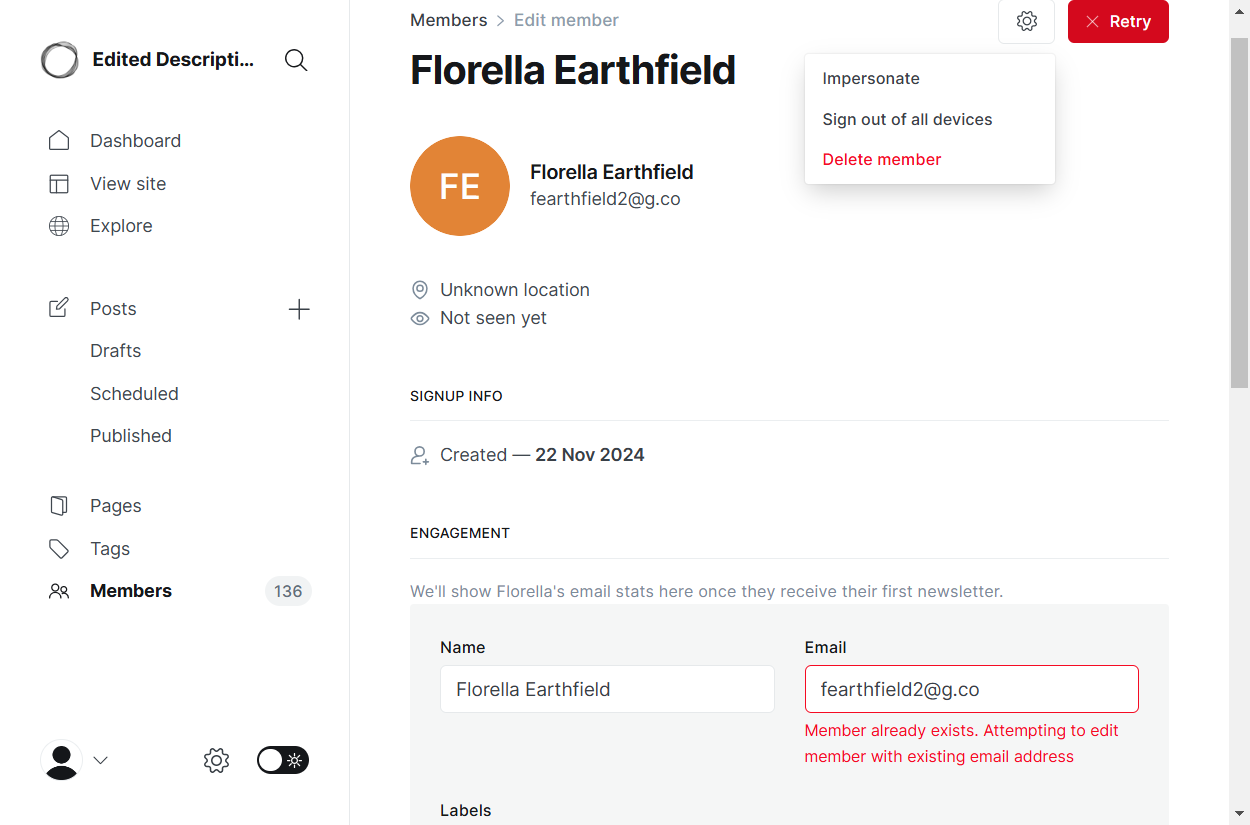 Edited Descripti...
Dashboard
View site
Explore
Posts
Drafts
Scheduled
Published
Pages
Tags
Members
136
Members > Edit member
Retry
Florella Earthfield
Impersonate
Sign out of all devices
Delete member
FE
Florella Earthfield
fearthfield2@g.co
Unknown location
Not seen yet
SIGNUP INFO
Created — 22 Nov 2024
ENGAGEMENT
We'll show Florella's email stats here once they receive their first newsletter.
Name
Florella Earthfield
Email
fearthfield2@g.co
Member already exists. Attempting to edit
member with existing email address
Labels